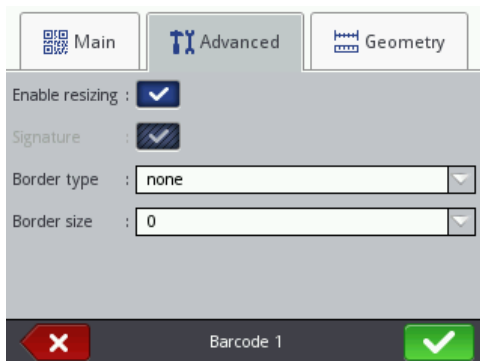 Main Advanced Geometry
Enable resizing :
Signature :
Border type : none
Border size : 0
Barcode 1